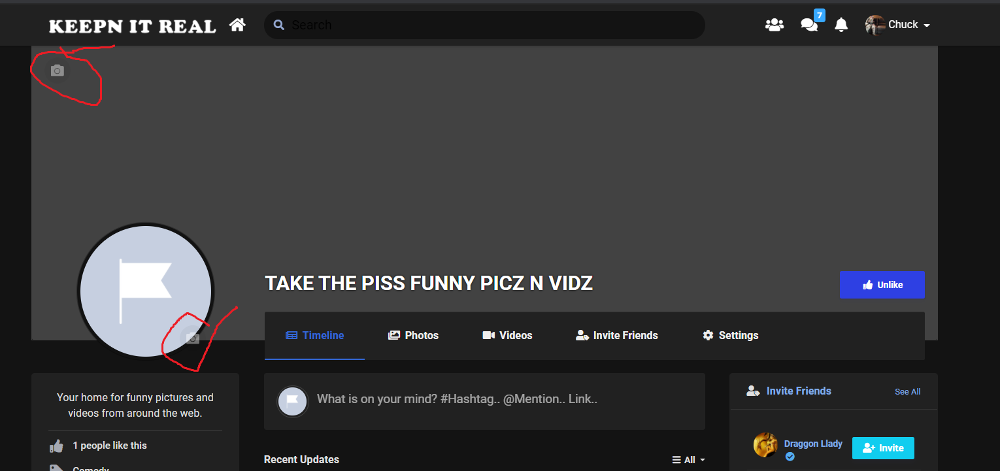 KEEPN IT REAL
Search
7
Chuck
TAKE THE PISS FUNNY PICZ N VIDZ
Unlike
Timeline
Photos
Videos
Invite Friends
Settings
Your home for funny pictures and
videos from around the web.
1 people like this
Comedy
What is on your mind? #Hashtag.. @Mention.. Link..
Recent Updates
All
Invite Friends
See All
Draggon Llady
Invite